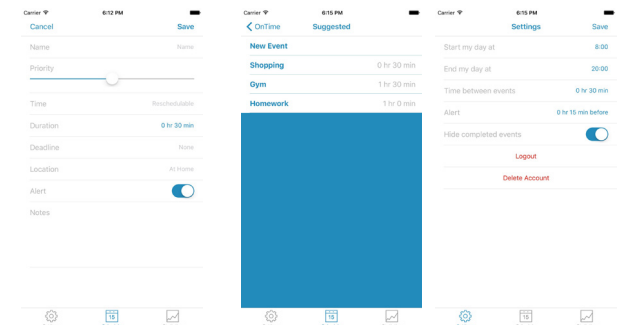 Carrier 6:12 PM
Cancel Save
Name Name
Priority
Time Reschedulable
Duration 0 hr 30 min
Deadline None
Location At Home
Alert
Notes
15
Carrier 6:15 PM
OnTime Suggested
New Event
Shopping 0 hr 30 min
Gym 1 hr 30 min
Homework 1 hr 0 min
15
Carrier 6:15 PM
Settings Save
Start my day at 8:00
End my day at 20:00
Time between events 0 hr 30 min
Alert 0 hr 15 min before
Hide completed events
Logout
Delete Account
15